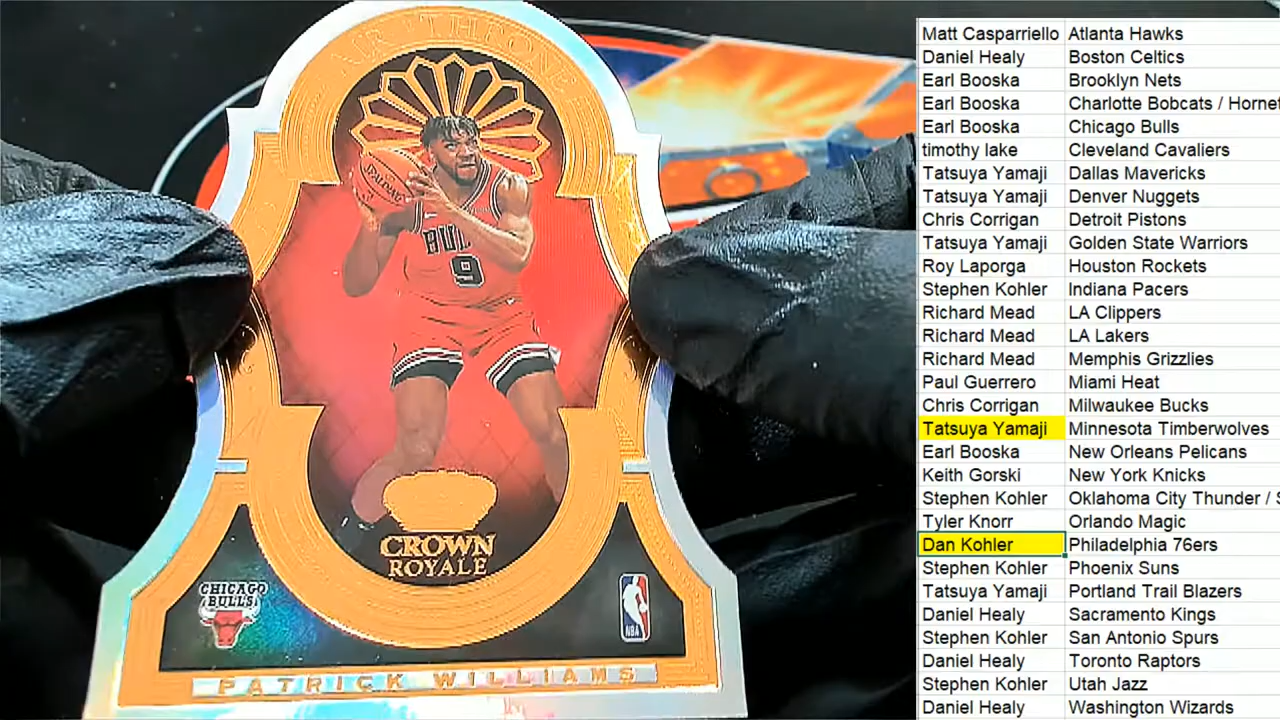 AIR TO THE THRONE
SPALDING
BULL
9
CROWN
ROYALE
CHICAGO
BULLS
NBA
PATRICK WILLIAMS
Matt Casparriello Atlanta Hawks
Daniel Healy Boston Celtics
Earl Booska Brooklyn Nets
Earl Booska Charlotte Bobcats / Hornet
Earl Booska Chicago Bulls
timothy lake Cleveland Cavaliers
Tatsuya Yamaji Dallas Mavericks
Tatsuya Yamaji Denver Nuggets
Chris Corrigan Detroit Pistons
Tatsuya Yamaji Golden State Warriors
Roy Laporga Houston Rockets
Stephen Kohler Indiana Pacers
Richard Mead LA Clippers
Richard Mead LA Lakers
Richard Mead Memphis Grizzlies
Paul Guerrero Miami Heat
Chris Corrigan Milwaukee Bucks
Tatsuya Yamaji Minnesota Timberwolves
Earl Booska New Orleans Pelicans
Keith Gorski New York Knicks
Stephen Kohler Oklahoma City Thunder / S
Tyler Knorr Orlando Magic
Dan Kohler Philadelphia 76ers
Stephen Kohler Phoenix Suns
Tatsuya Yamaji Portland Trail Blazers
Daniel Healy Sacramento Kings
Stephen Kohler San Antonio Spurs
Daniel Healy Toronto Raptors
Stephen Kohler Utah Jazz
Daniel Healy Washington Wizards